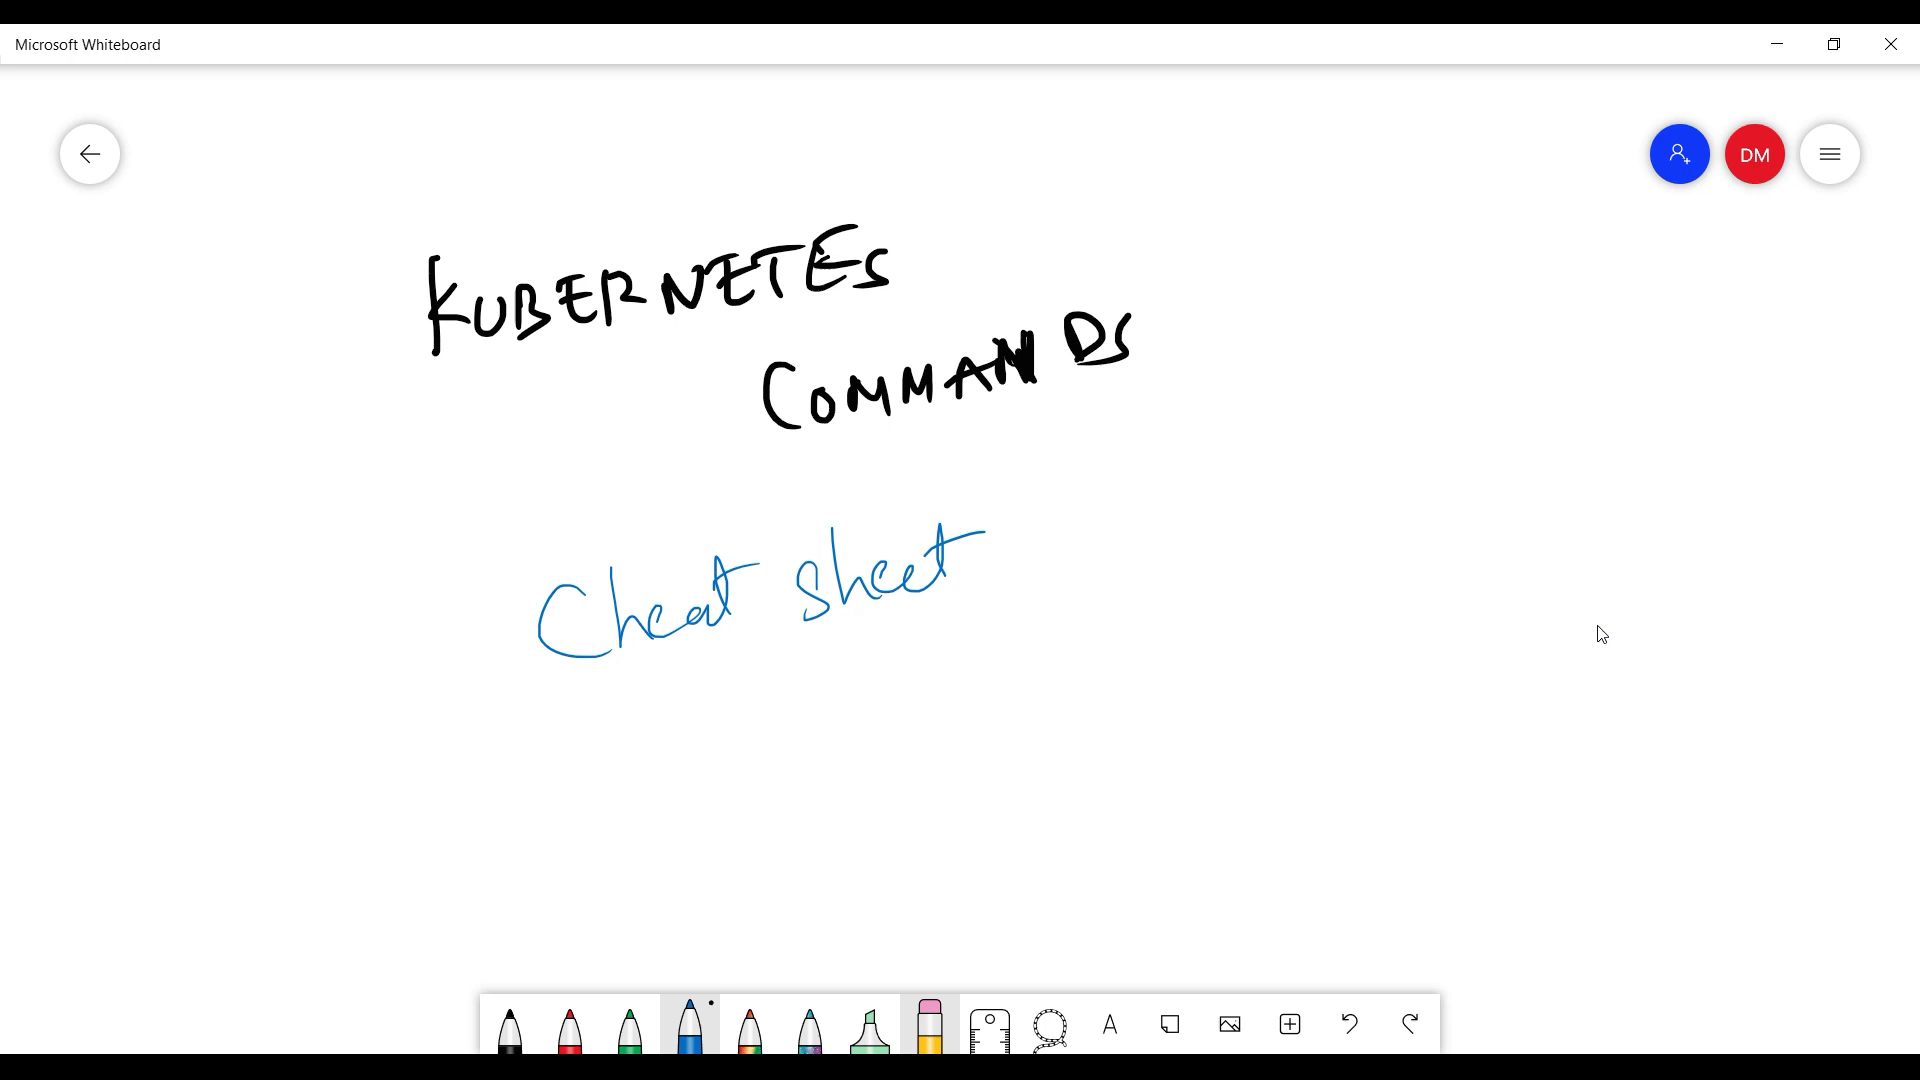 Microsoft Whiteboard
DM
KUBERNETES
COMMANDS
Cheat Sheet
A